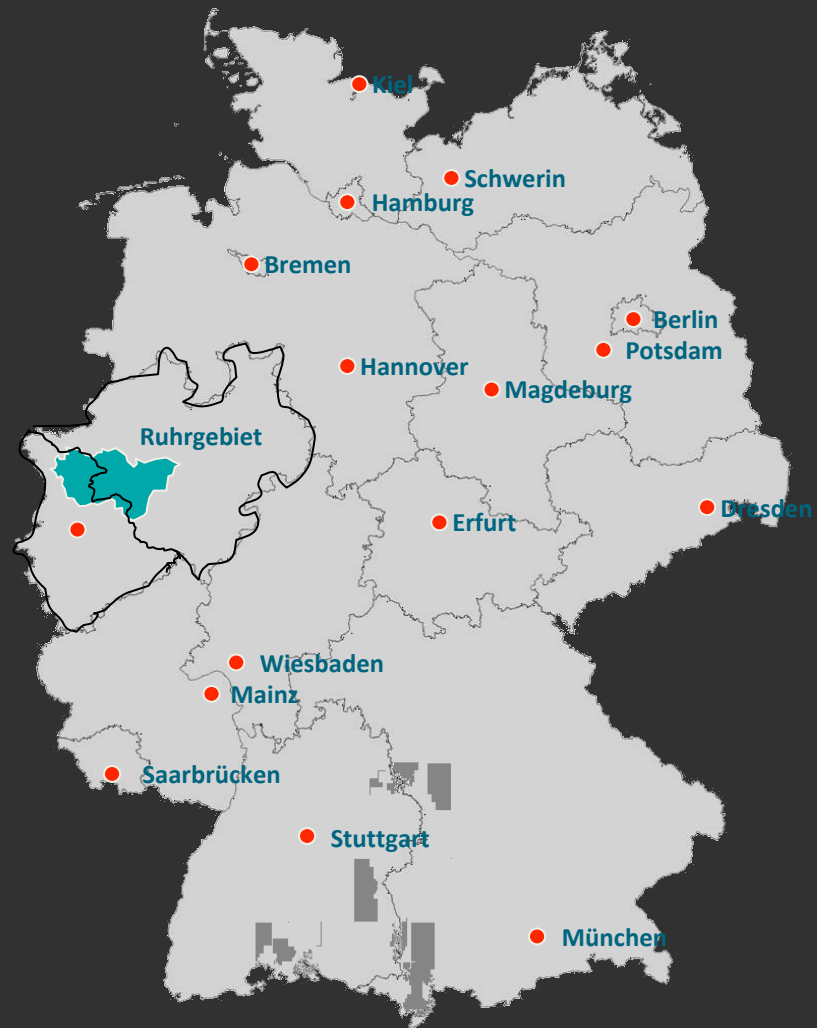 Kiel
Schwerin
Hamburg
Bremen
Berlin
Potsdam
Hannover
Magdeburg
Ruhrgebiet
Dresden
Erfurt
Wiesbaden
Mainz
Saarbrücken
Stuttgart
München